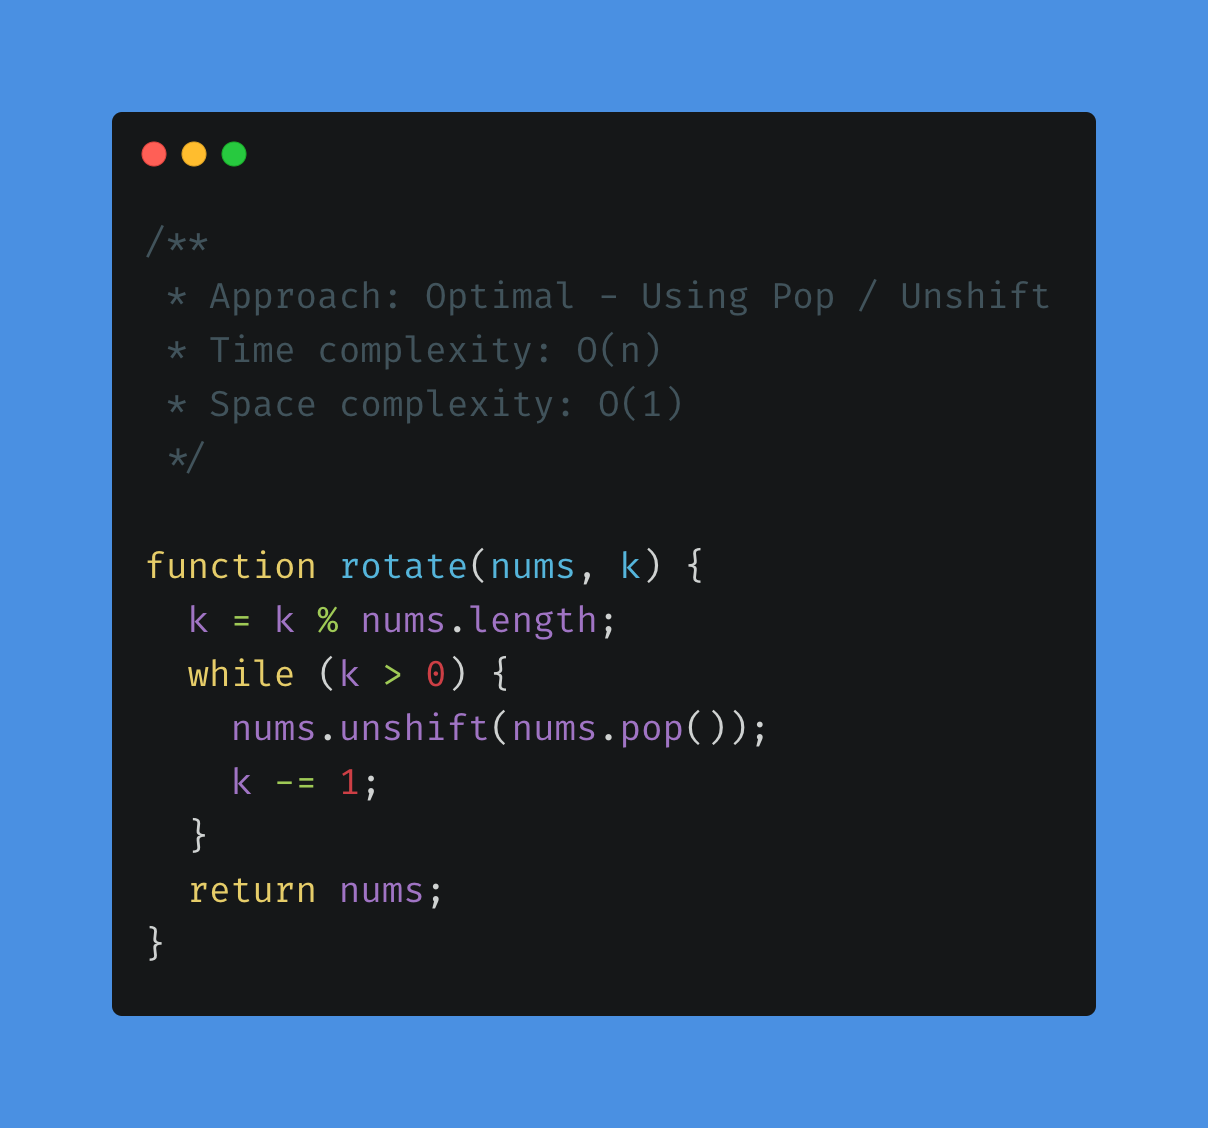 /**
 * Approach: Optimal - Using Pop / Unshift
 * Time complexity: O(n)
 * Space complexity: O(1)
 */

function rotate(nums, k) {
  k = k % nums.length;
  while (k > 0) {
    nums.unshift(nums.pop());
    k -= 1;
  }
  return nums;
}